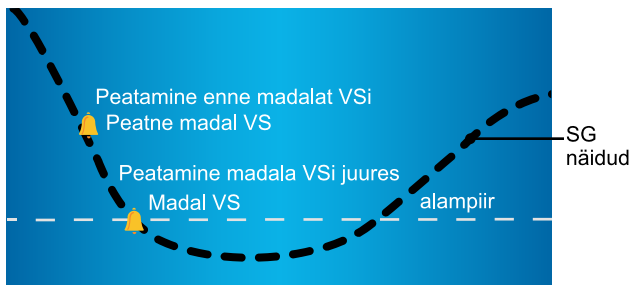 Peatamine enne madalat VSi
Peatne madal VS
Peatamine madala VSi juures
Madal VS
alampiir
SG
näidud